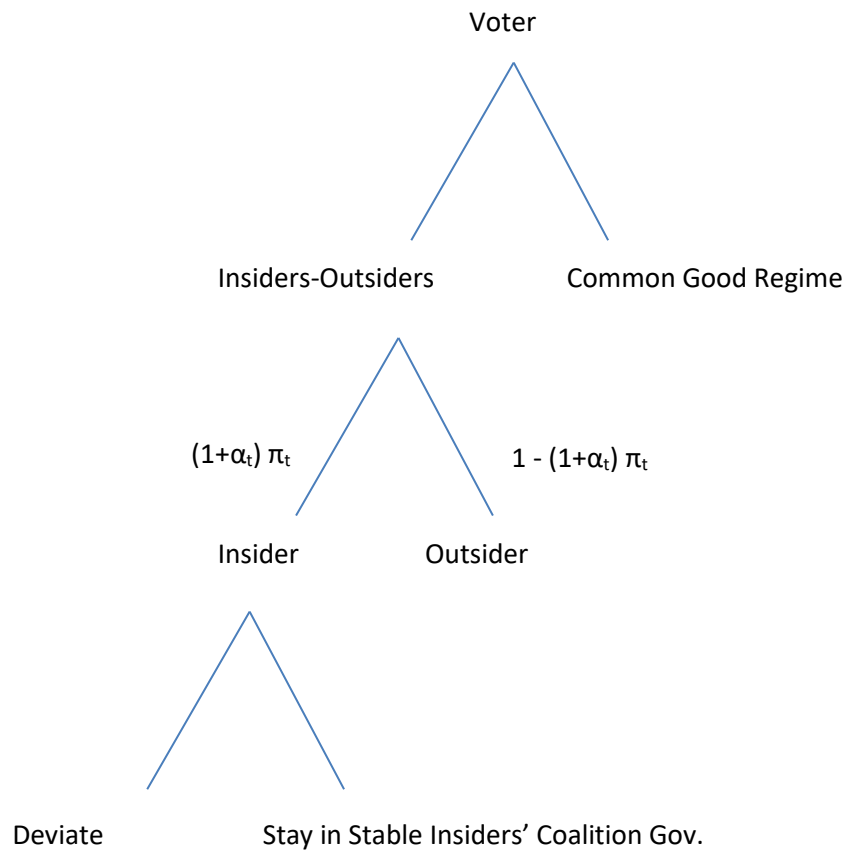 Voter
Insiders-Outsiders Common Good Regime
(1+αₜ) πₜ 1 - (1+αₜ) πₜ
Insider Outsider
Deviate Stay in Stable Insiders’ Coalition Gov.